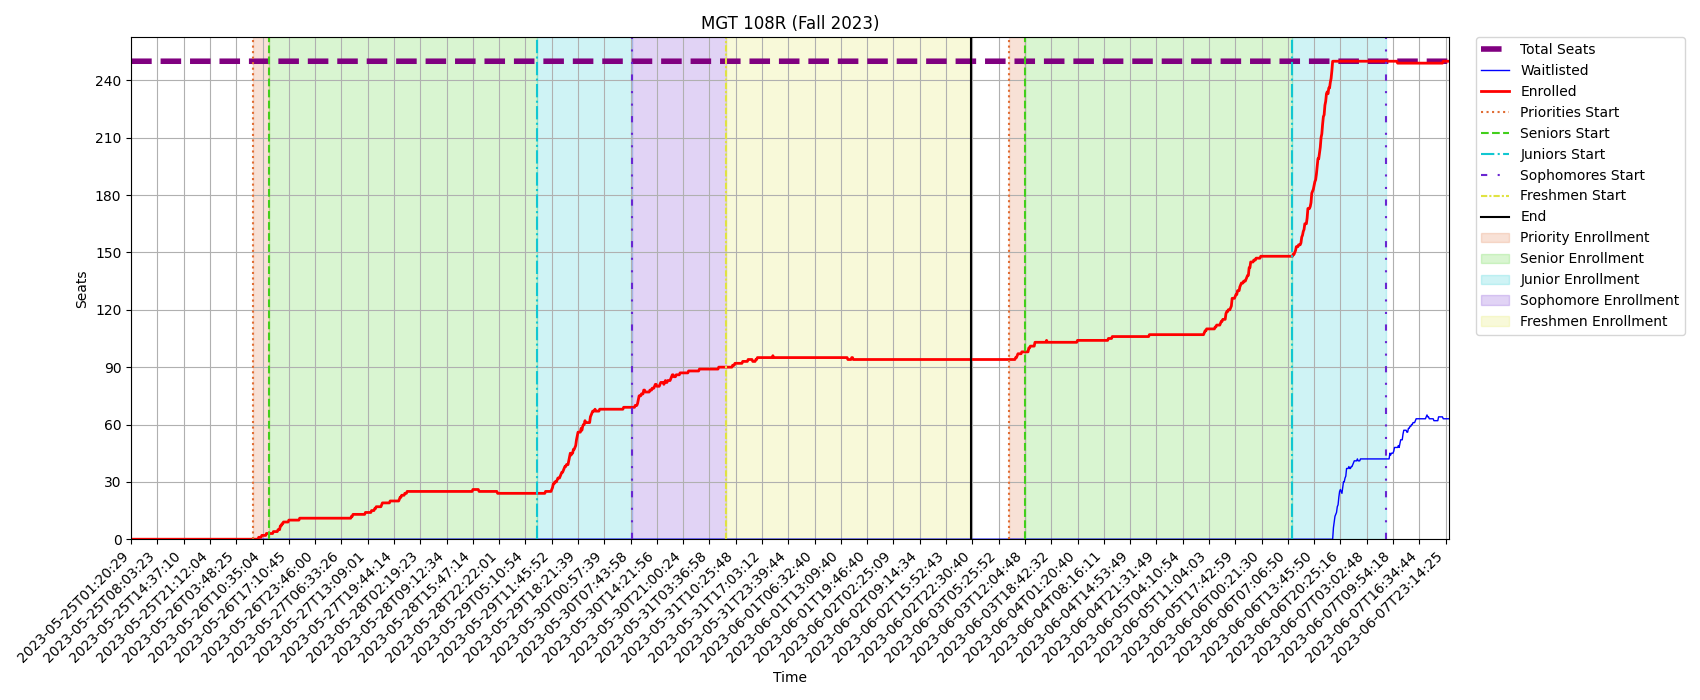 MGT 108R (Fall 2023)
Seats
240
210
180
150
120
90
60
30
0
2023-05-25T01:20:29
2023-05-25T08:03:23
2023-05-25T14:37:10
2023-05-25T21:12:04
2023-05-26T03:48:25
2023-05-26T10:35:04
2023-05-26T17:10:45
2023-05-26T23:46:00
2023-05-27T06:33:26
2023-05-27T13:09:01
2023-05-27T19:44:14
2023-05-28T02:19:23
2023-05-28T09:12:34
2023-05-28T15:47:14
2023-05-28T22:22:01
2023-05-29T05:10:54
2023-05-29T11:45:52
2023-05-29T18:21:39
2023-05-30T00:57:39
2023-05-30T07:43:58
2023-05-30T14:21:56
2023-05-30T21:00:24
2023-05-31T03:36:58
2023-05-31T10:25:48
2023-05-31T17:03:12
2023-05-31T23:39:44
2023-06-01T06:32:40
2023-06-01T13:09:40
2023-06-01T19:46:40
2023-06-02T02:25:09
2023-06-02T09:14:34
2023-06-02T15:52:43
2023-06-02T22:30:40
2023-06-03T05:25:52
2023-06-03T12:04:48
2023-06-03T18:42:32
2023-06-04T01:20:40
2023-06-04T08:16:11
2023-06-04T14:53:49
2023-06-04T21:31:49
2023-06-05T04:10:54
2023-06-05T11:04:03
2023-06-05T17:42:59
2023-06-06T00:21:30
2023-06-06T07:06:50
2023-06-06T13:45:50
2023-06-06T20:25:16
2023-06-07T03:02:48
2023-06-07T09:54:18
2023-06-07T16:34:44
2023-06-07T23:14:25
Time
Total Seats
Waitlisted
Enrolled
Priorities Start
Seniors Start
Juniors Start
Sophomores Start
Freshmen Start
End
Priority Enrollment
Senior Enrollment
Junior Enrollment
Sophomore Enrollment
Freshmen Enrollment